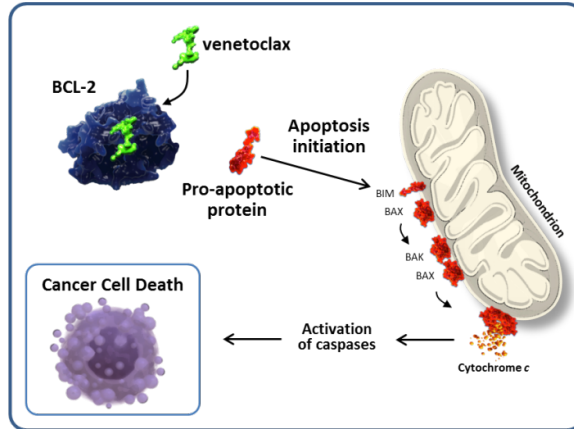 venetoclax
BCL-2
Apoptosis
initiation
Pro-apoptotic
protein
BIM
BAX
BAK
BAX
Mitochondrion
Cancer Cell Death
Activation
of caspases
Cytochrome c